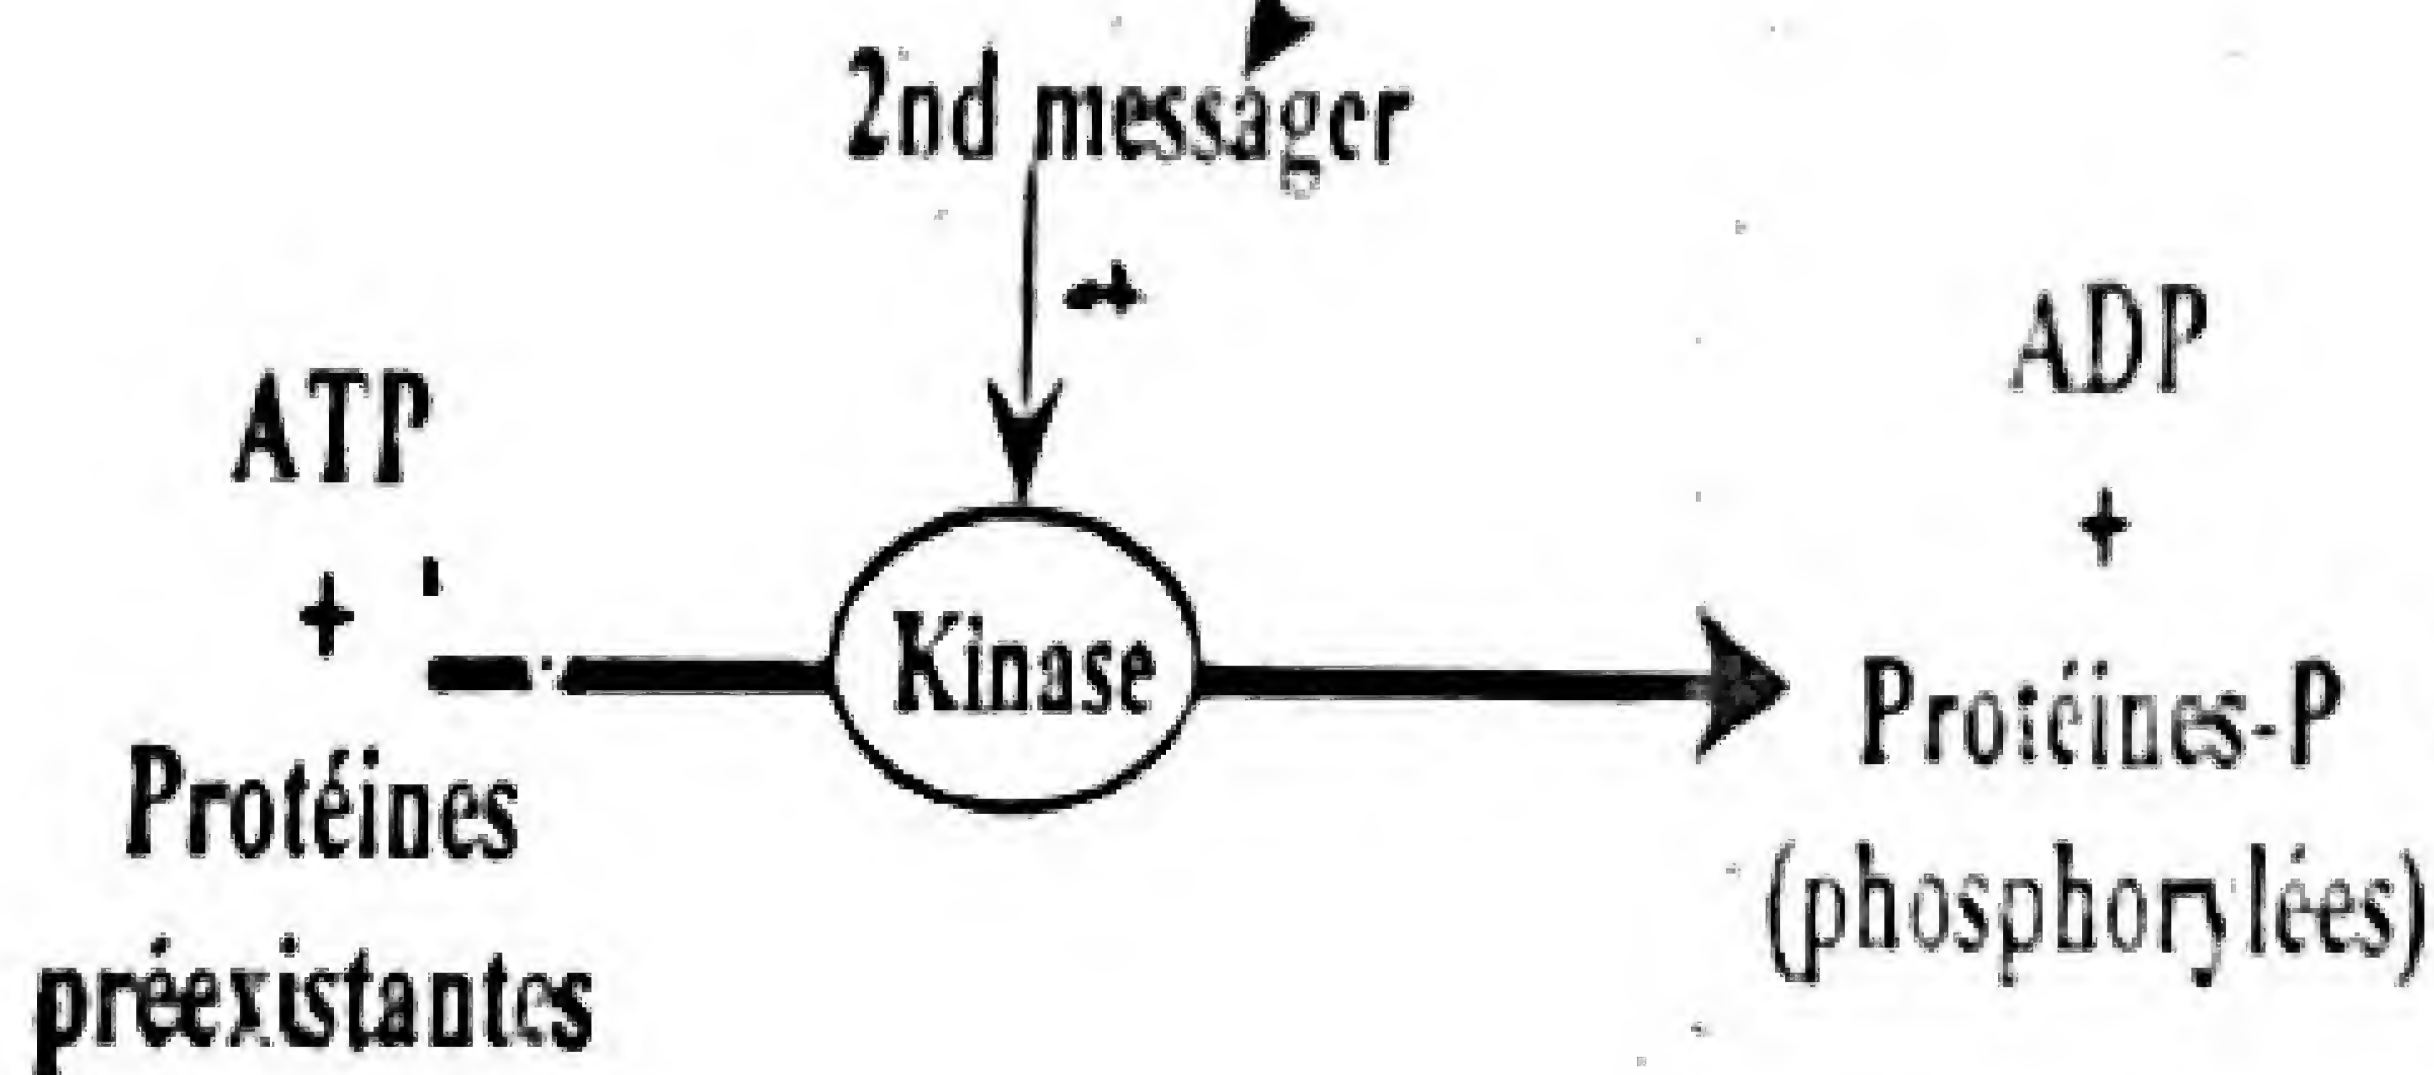 2nd messager
+
ATP
+
Protéines
préexistantes
Kinase
ADP
+
Protéines-P
(phosphorylées)